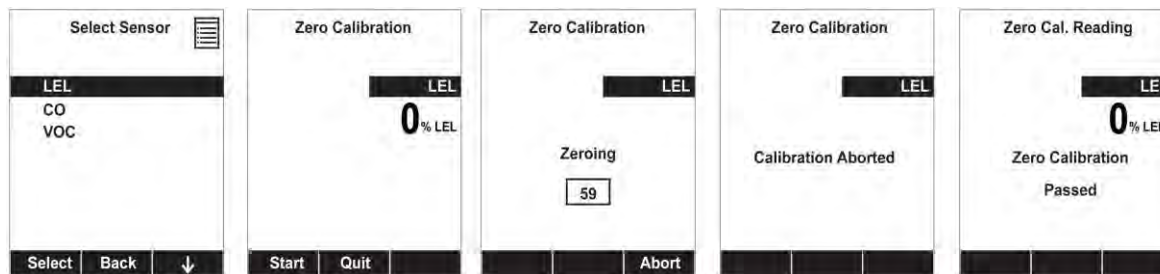 Select Sensor
LEL
CO
VOC
Select Back ↓
Zero Calibration
LEL
0 % LEL
Start Quit
Zero Calibration
LEL
Zeroing
59
Abort
Zero Calibration
LEL
Calibration Aborted
Zero Cal. Reading
LEL
0 % LEL
Zero Calibration
Passed